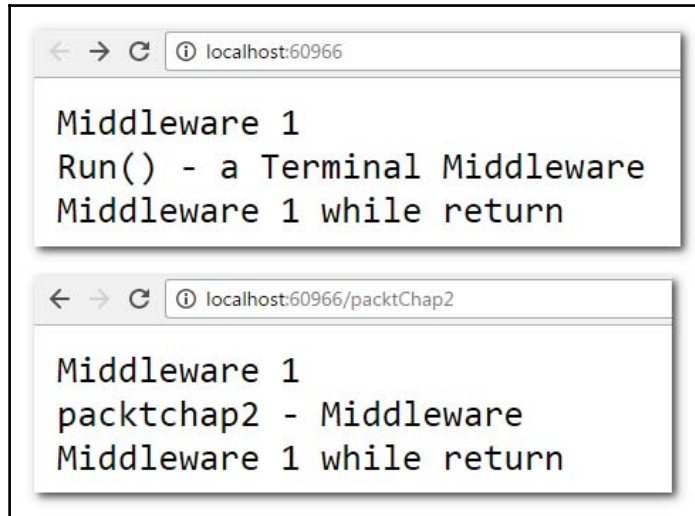 localhost:60966
Middleware 1
Run() - a Terminal Middleware
Middleware 1 while return
localhost:60966/packtChap2
Middleware 1
packtchap2 - Middleware
Middleware 1 while return